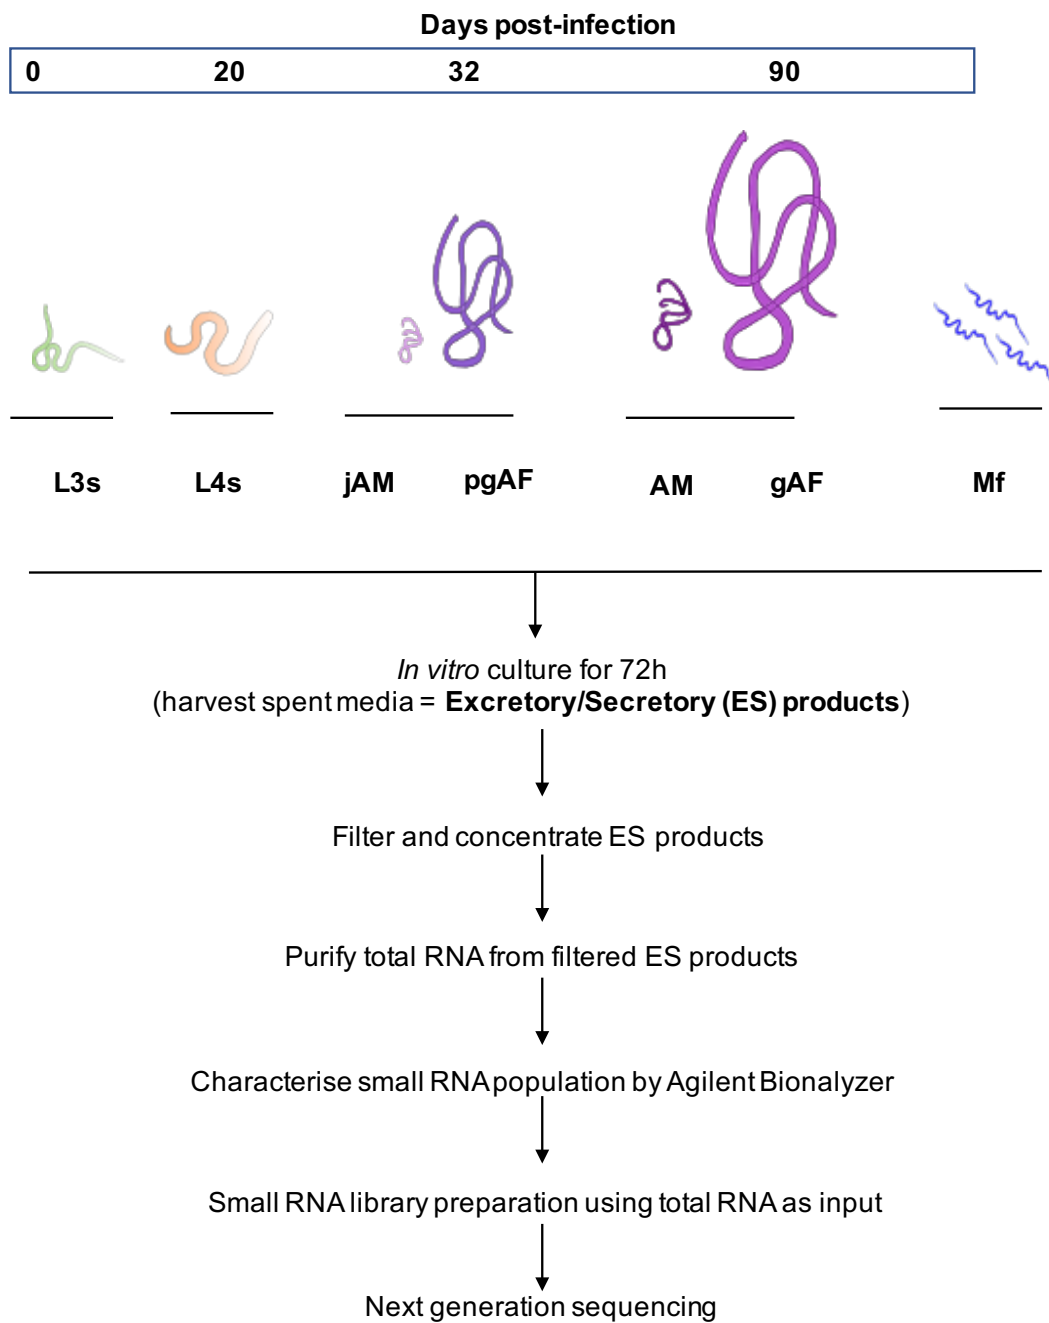 Days post-infection
0 20 32 90
L3s L4s jAM pgAF AM gAF Mf
In vitro culture for 72h
(harvest spent media = Excretory/Secretory (ES) products)
Filter and concentrate ES products
Purify total RNA from filtered ES products
Characterise small RNA population by Agilent Bionalyzer
Small RNA library preparation using total RNA as input
Next generation sequencing